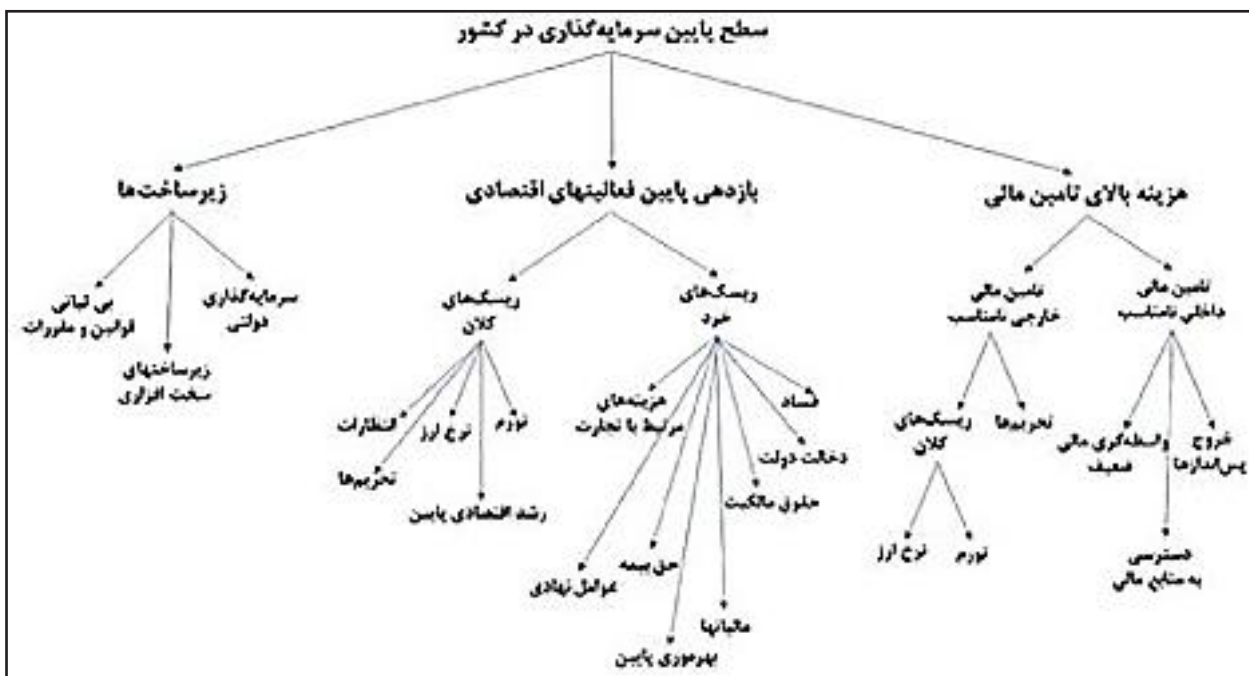 سطح پایین سرمایه‌گذاری در کشور
هزینه بالای تامین مالی
بازدهی پایین فعالیتهای اقتصادی
زیرساخت‌ها
تامین مالی
داخلی نامتناسب
تامین مالی
خارجی نامتناسب
ریسک‌های
خرد
ریسک‌های
کلان
سرمایه‌گذاری
دولتی
زیرساختهای
سخت افزاری
بی ثباتی
قوانین و مقررات
خروج
پس‌اندازها
واسطه‌گری مالی
ضعیف
دسترسی
به منابع مالی
تحریم‌ها
ریسک‌های
کلان
تورم
نرخ ارز
فساد
دخالت دولت
حقوق مالکیت
مالیاتها
بهره‌وری پایین
حق بیمه
عوامل نهادی
هزینه‌های
مرتبط با تجارت
تورم
نرخ ارز
انتظارات
تحریم‌ها
رشد اقتصادی پایین